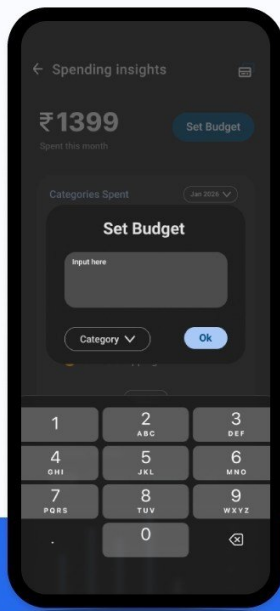 Spending insights
₹1399
Set Budget
Spent this month
Categories Spent
Jan 2026
Set Budget
Input here
Category
Ok
1
2
ABC
3
DEF
4
GHI
5
JKL
6
MNO
7
PQRS
8
TUV
9
WXYZ
.
0